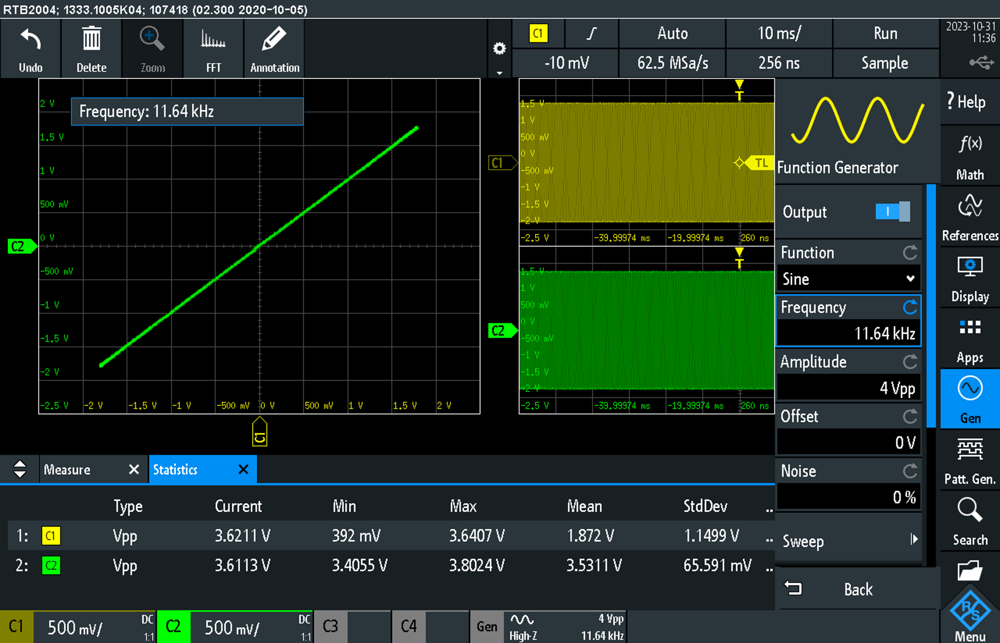 RTB2004; 1333.1005K04; 107418 (02.300 2020-10-05)
Undo
Delete
Zoom
FFT
Annotation
C1
Auto
10 ms/
Run
-10 mV
62.5 MSa/s
256 ns
Sample
2023-10-31
11:36
Frequency: 11.64 kHz
2 V
1.5 V
1 V
500 mV
0 V
-500 mV
-1 V
-1.5 V
-2 V
-2.5 V
-2 V
-1.5 V
-1 V
-500 mV
0 V
500 mV
1 V
1.5 V
2 V
C2
C1
T
1.5 V
1 V
500 mV
0 V
-500 mV
-1 V
-1.5 V
-2 V
-2.5 V
-39.99974 ms
-19.99974 ms
260 ns
C1
TL
T
1.5 V
1 V
500 mV
0 V
-500 mV
-1 V
-1.5 V
-2 V
-2.5 V
-39.99974 ms
-19.99974 ms
260 ns
C2
Function Generator
Output
Function
Sine
Frequency
11.64 kHz
Amplitude
4 Vpp
Offset
0 V
Noise
0 %
Sweep
Back
? Help
f(x)
Math
References
Display
Apps
Gen
Patt. Gen.
Search
R S
Menu
Measure
Statistics
Type Current Min Max Mean StdDev ..
1: C1 Vpp 3.6211 V 392 mV 3.6407 V 1.872 V 1.1499 V ..
2: C2 Vpp 3.6113 V 3.4055 V 3.8024 V 3.5311 V 65.591 mV ..
C1 500 mV/ DC 1:1
C2 500 mV/ DC 1:1
C3
C4
Gen
4 Vpp
High-Z 11.64 kHz